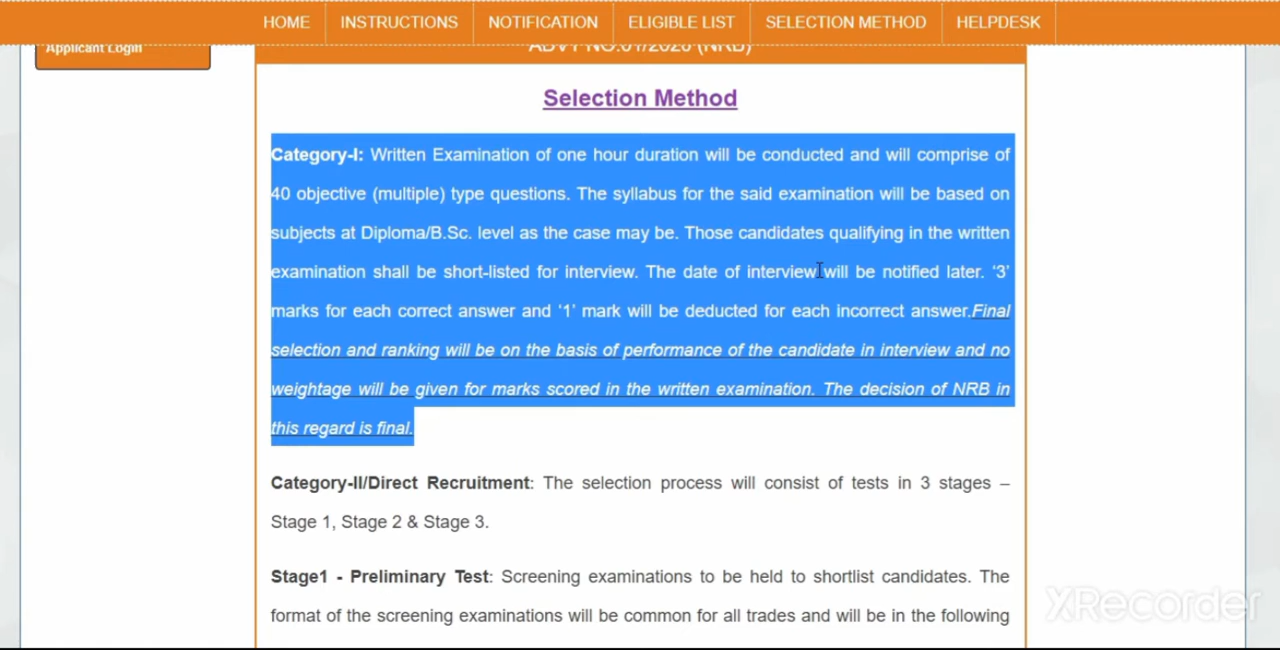 HOME INSTRUCTIONS NOTIFICATION ELIGIBLE LIST SELECTION METHOD HELPDESK
Applicant Login
ADVT NO.01/2020 (NRB)
Selection Method
Category-I: Written Examination of one hour duration will be conducted and will comprise of
40 objective (multiple) type questions. The syllabus for the said examination will be based on
subjects at Diploma/B.Sc. level as the case may be. Those candidates qualifying in the written
examination shall be short-listed for interview. The date of interview will be notified later. ‘3’
marks for each correct answer and ‘1’ mark will be deducted for each incorrect answer.Final
selection and ranking will be on the basis of performance of the candidate in interview and no
weightage will be given for marks scored in the written examination. The decision of NRB in
this regard is final.
Category-II/Direct Recruitment: The selection process will consist of tests in 3 stages –
Stage 1, Stage 2 & Stage 3.
Stage1 - Preliminary Test: Screening examinations to be held to shortlist candidates. The
format of the screening examinations will be common for all trades and will be in the following
XRecorder